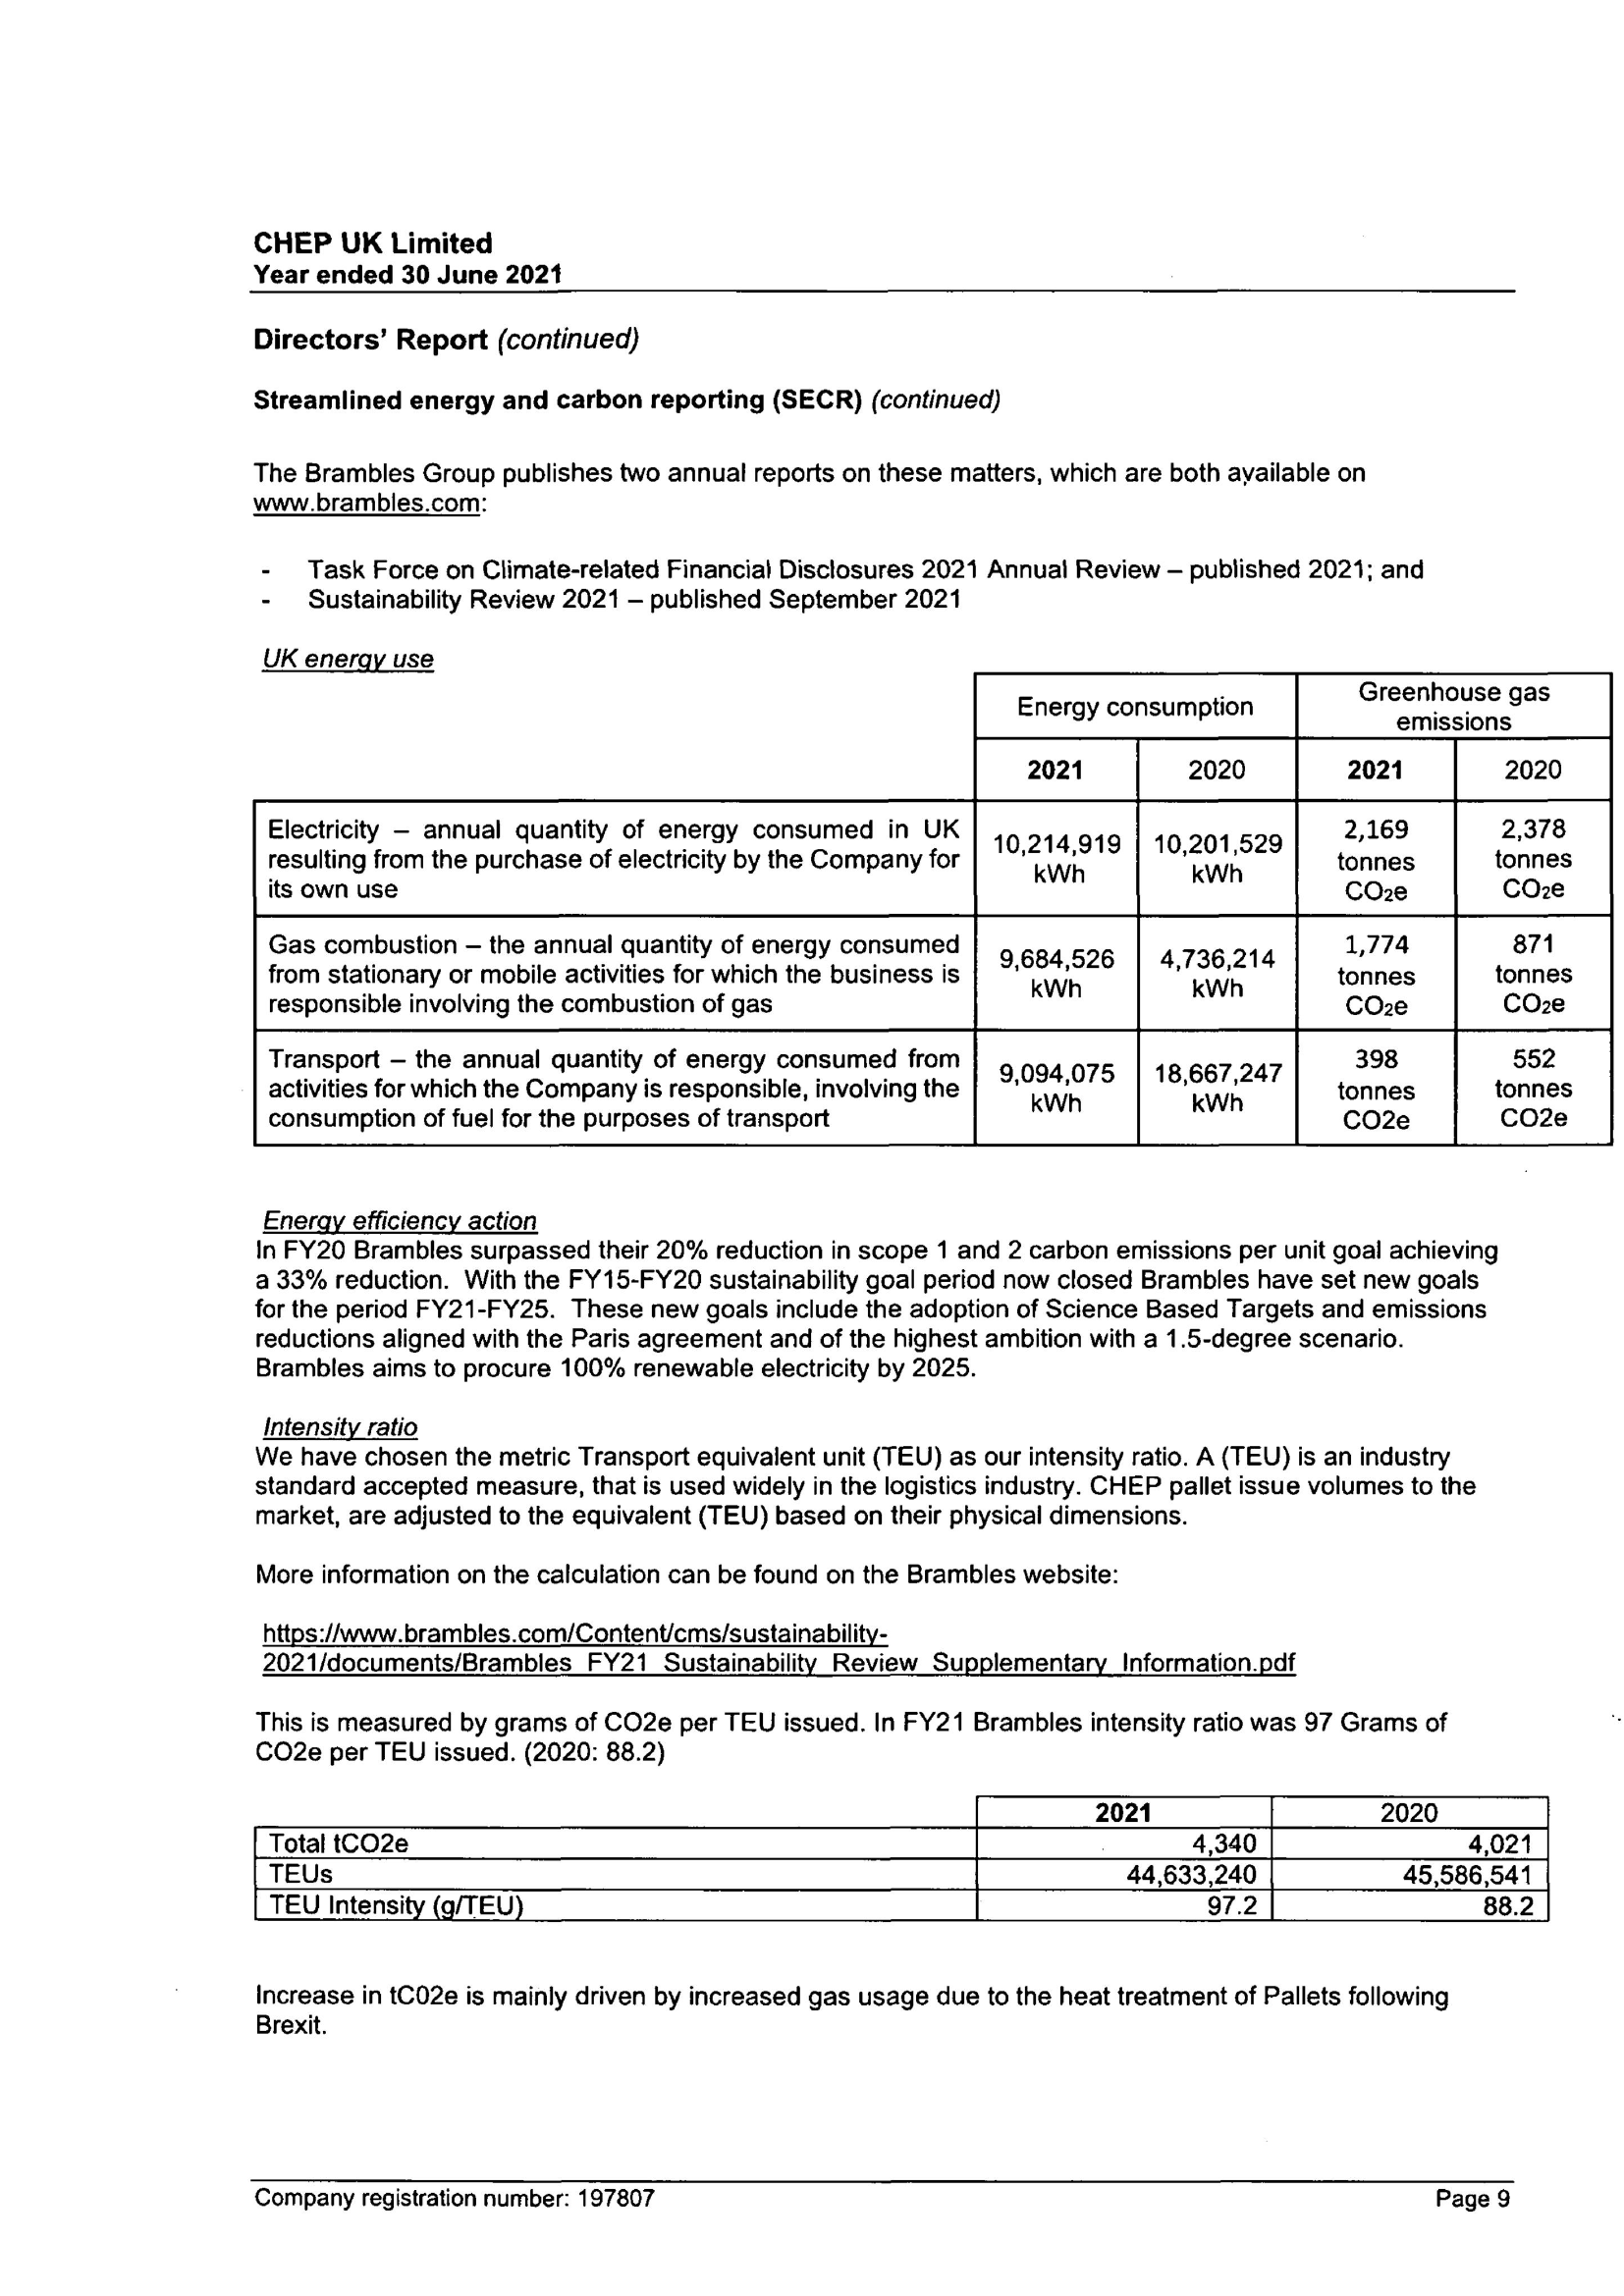 CHEP UK Limited
Year ended 30 June 2021
Directors' Report (continued)
Streamlined energy and carbon reporting (SECR) (continued)
The Brambles Group publishes two annual reports on these matters, which are both available on
www.brambles.com:
- Task Force on Climate-related Financial Disclosures 2021 Annual Review – published 2021; and
- Sustainability Review 2021 – published September 2021
UK energy use
Energy consumption
Greenhouse gas
emissions
2021 2020 2021 2020
Electricity – annual quantity of energy consumed in UK
resulting from the purchase of electricity by the Company for
its own use
10,214,919
kWh
10,201,529
kWh
2,169
tonnes
CO2e
2,378
tonnes
CO2e
Gas combustion – the annual quantity of energy consumed
from stationary or mobile activities for which the business is
responsible involving the combustion of gas
9,684,526
kWh
4,736,214
kWh
1,774
tonnes
CO2e
871
tonnes
CO2e
Transport – the annual quantity of energy consumed from
activities for which the Company is responsible, involving the
consumption of fuel for the purposes of transport
9,094,075
kWh
18,667,247
kWh
398
tonnes
CO2e
552
tonnes
CO2e
Energy efficiency action
In FY20 Brambles surpassed their 20% reduction in scope 1 and 2 carbon emissions per unit goal achieving
a 33% reduction. With the FY15-FY20 sustainability goal period now closed Brambles have set new goals
for the period FY21-FY25. These new goals include the adoption of Science Based Targets and emissions
reductions aligned with the Paris agreement and of the highest ambition with a 1.5-degree scenario.
Brambles aims to procure 100% renewable electricity by 2025.
Intensity ratio
We have chosen the metric Transport equivalent unit (TEU) as our intensity ratio. A (TEU) is an industry
standard accepted measure, that is used widely in the logistics industry. CHEP pallet issue volumes to the
market, are adjusted to the equivalent (TEU) based on their physical dimensions.
More information on the calculation can be found on the Brambles website:
https://www.brambles.com/Content/cms/sustainability-
2021/documents/Brambles_FY21_Sustainability_Review_Supplementary_Information.pdf
This is measured by grams of CO2e per TEU issued. In FY21 Brambles intensity ratio was 97 Grams of
CO2e per TEU issued. (2020: 88.2)
2021 2020
Total tCO2e 4,340 4,021
TEUs 44,633,240 45,586,541
TEU Intensity (g/TEU) 97.2 88.2
Increase in tC02e is mainly driven by increased gas usage due to the heat treatment of Pallets following
Brexit.
Company registration number: 197807 Page 9